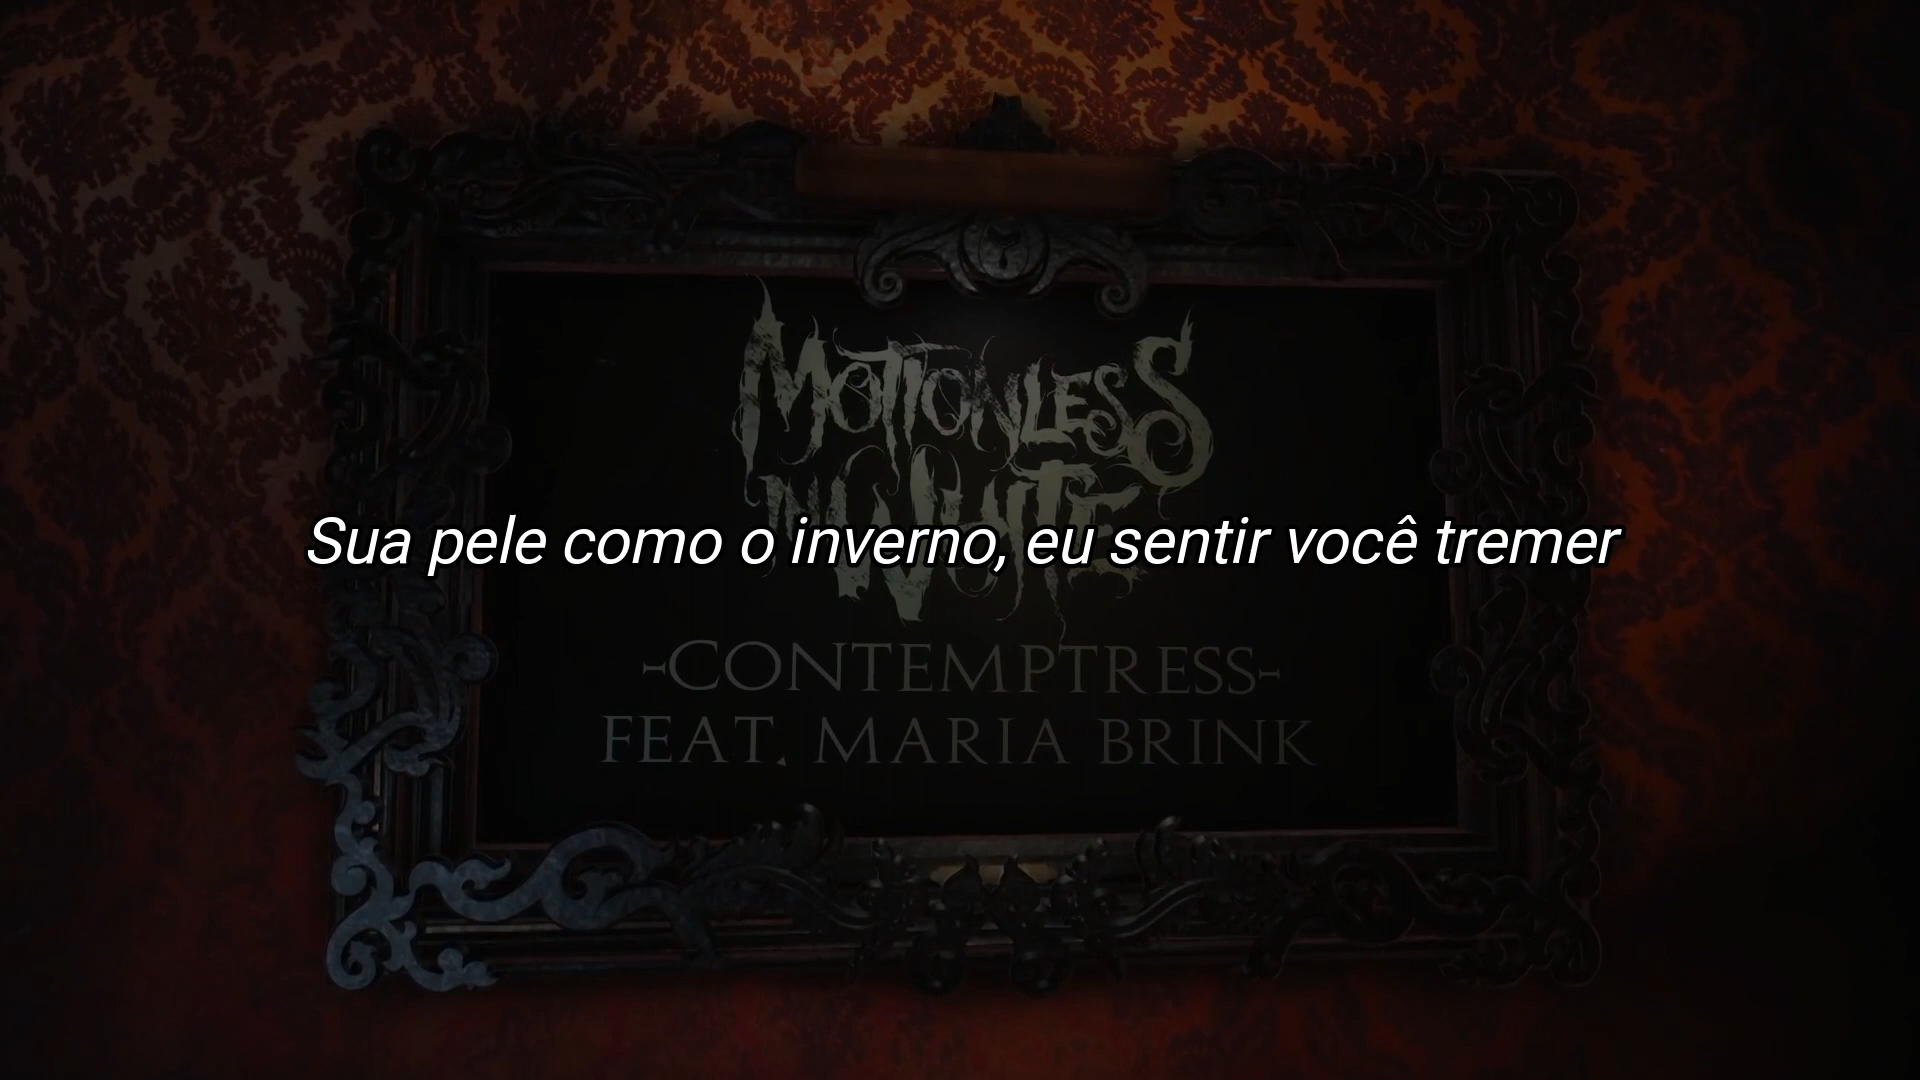 MOTIONLESS
IN WHITE
Sua pele como o inverno, eu sentir você tremer
-CONTEMPTRESS-
FEAT. MARIA BRINK